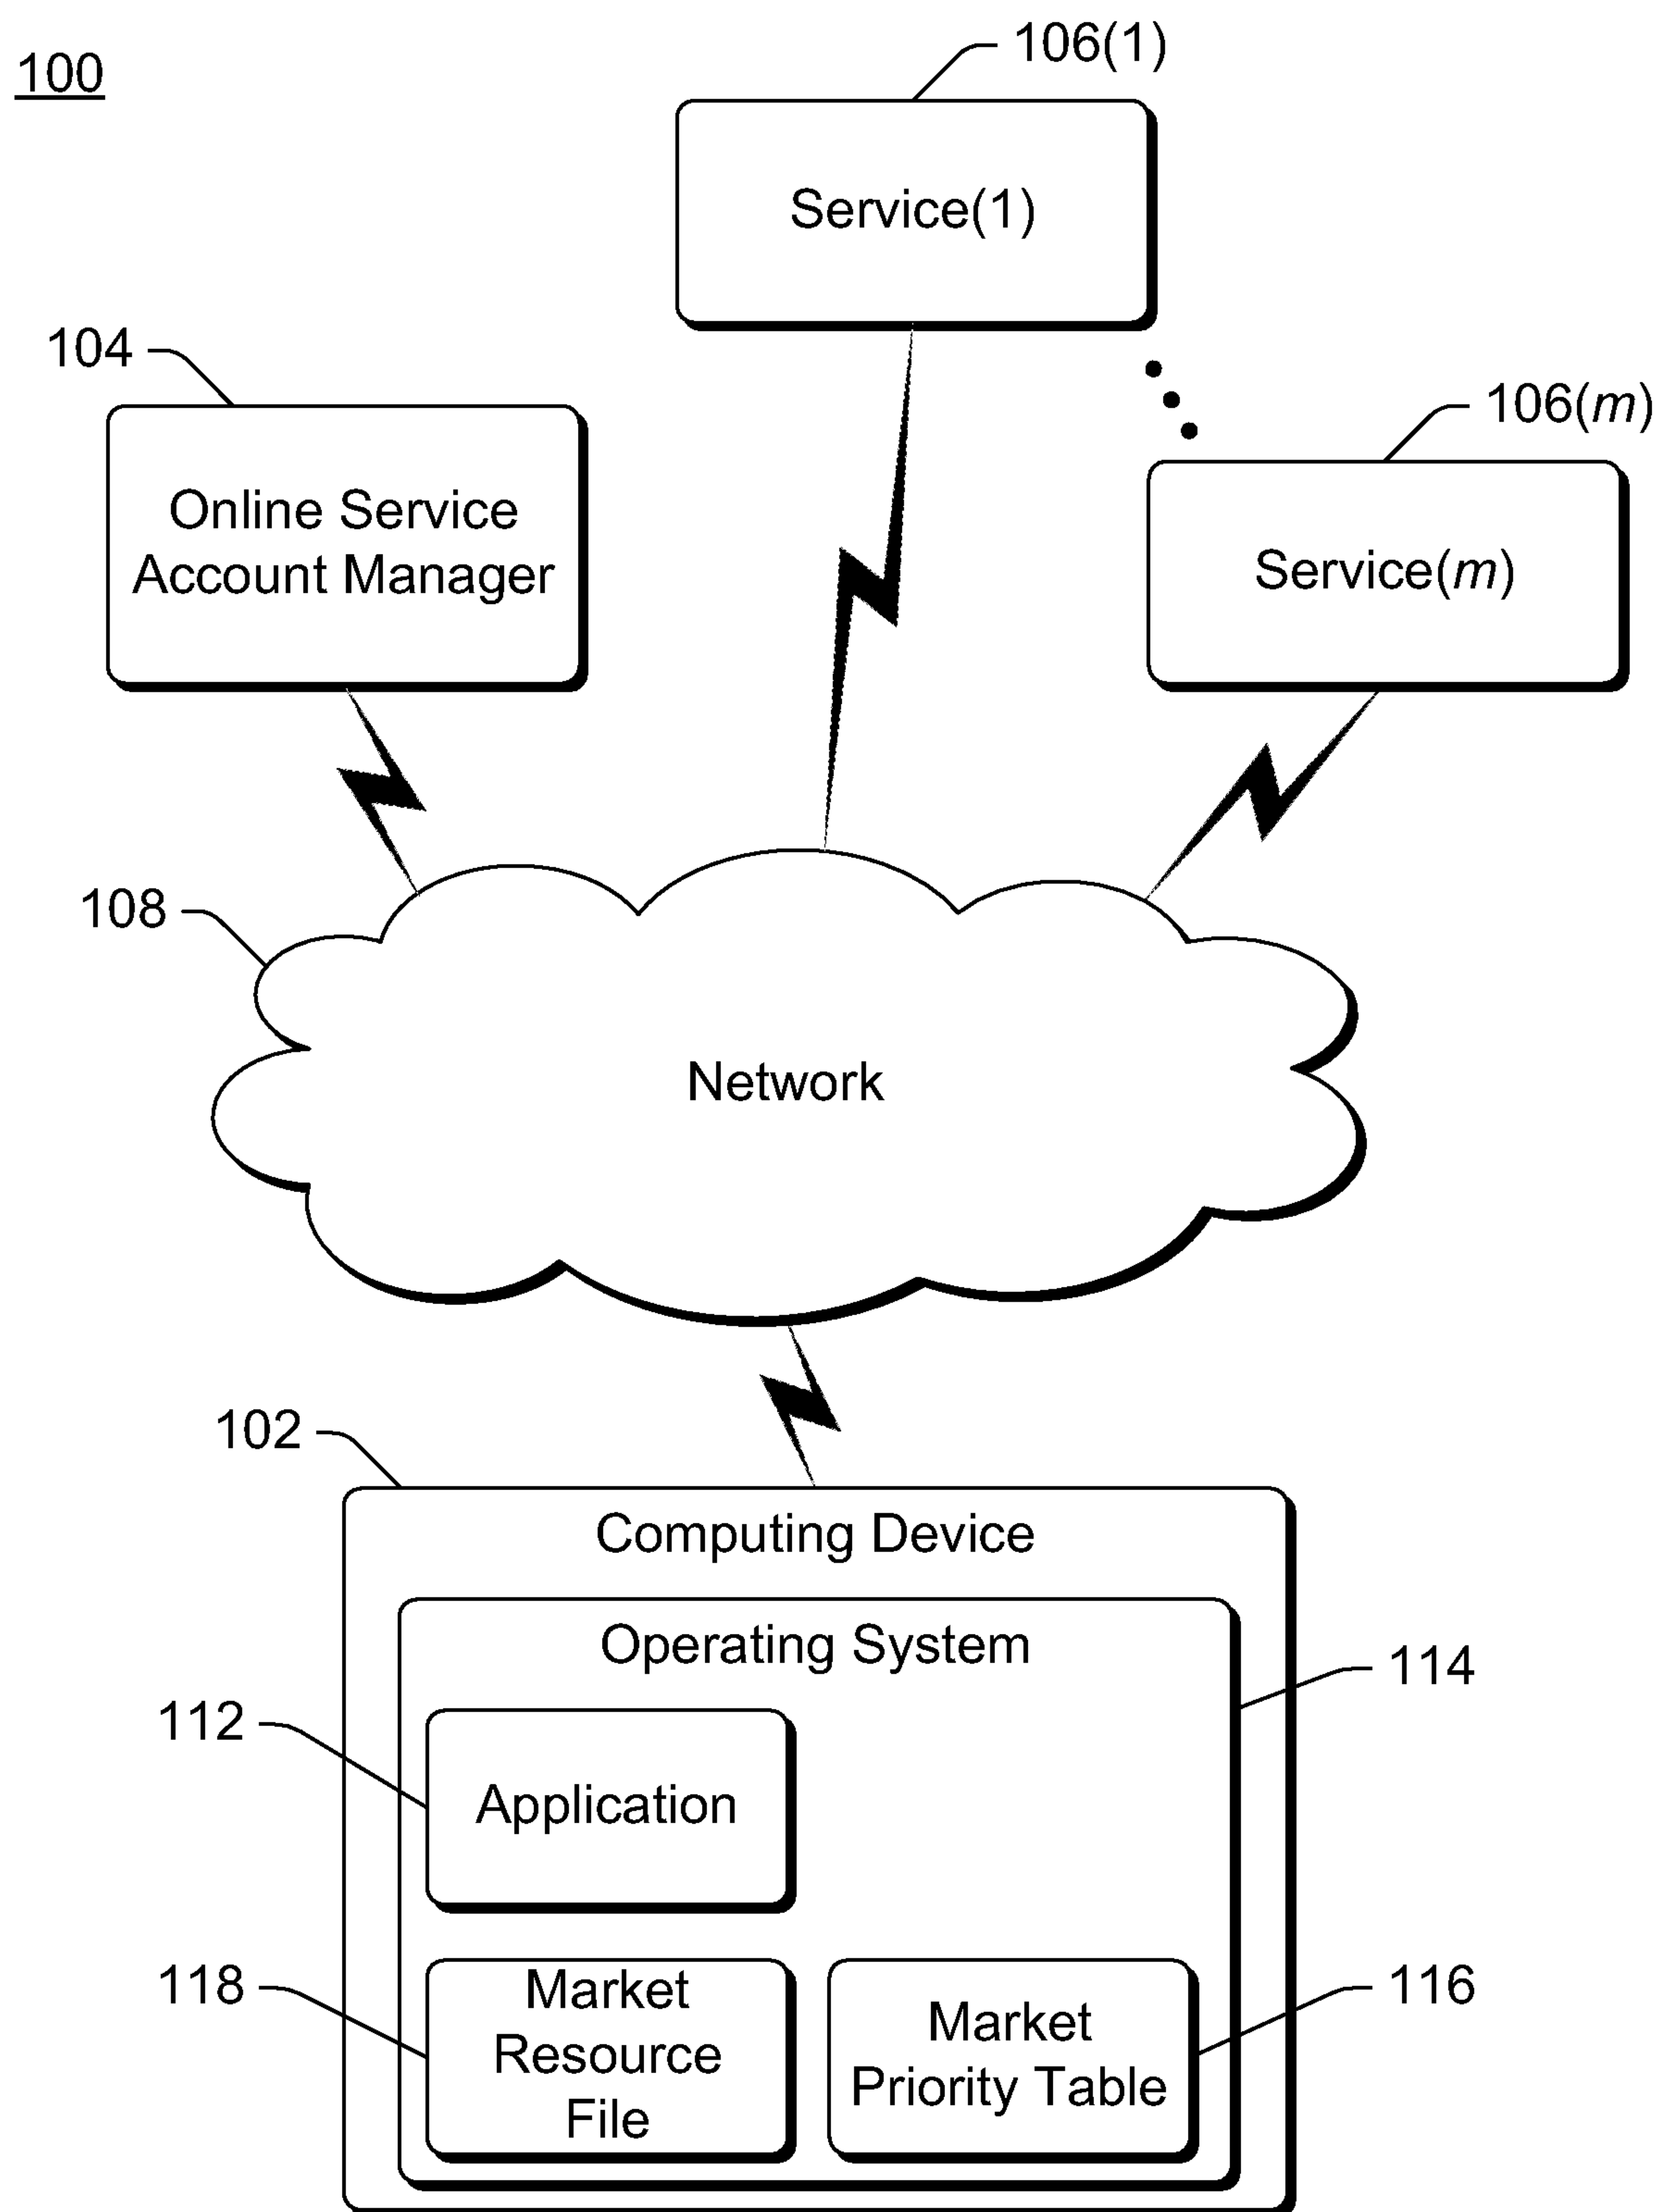 100
106(1)
Service(1)
104
106(m)
Online Service
Account Manager
Service(m)
108
Network
102
Computing Device
Operating System
114
112
Application
118
Market
Resource
File
Market
Priority Table
116